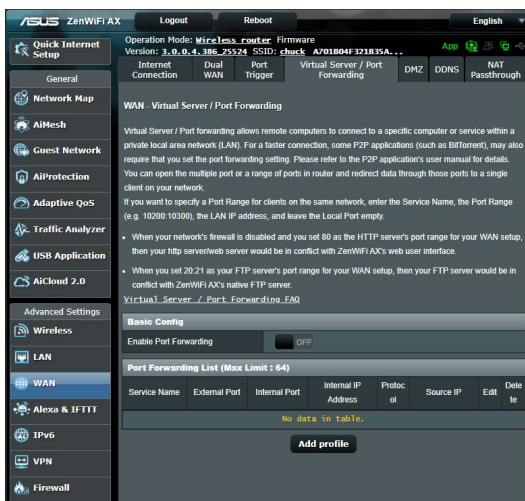 ASUS ZenWiFi AX
Logout
Reboot
English
Quick Internet
Setup
Operation Mode: Wireless router Firmware
Version: 3.0.0.4.386_25524 SSID: chuck A701B04F321B35A...
App
Internet
Connection
Dual
WAN
Port
Trigger
Virtual Server / Port
Forwarding
DMZ
DDNS
NAT
Passthrough
General
Network Map
AiMesh
Guest Network
AiProtection
Adaptive QoS
Traffic Analyzer
USB Application
AiCloud 2.0
Advanced Settings
Wireless
LAN
WAN
Alexa & IFTTT
IPv6
VPN
Firewall
WAN - Virtual Server / Port Forwarding
Virtual Server / Port forwarding allows remote computers to connect to a specific computer or service within a
private local area network (LAN). For a faster connection, some P2P applications (such as BitTorrent), may also
require that you set the port forwarding setting. Please refer to the P2P application's user manual for details.
You can open the multiple port or a range of ports in router and redirect data through those ports to a single
client on your network.
If you want to specify a Port Range for clients on the same network, enter the Service Name, the Port Range
(e.g. 10200:10300), the LAN IP address, and leave the Local Port empty.
• When your network's firewall is disabled and you set 80 as the HTTP server's port range for your WAN setup,
then your http server/web server would be in conflict with ZenWiFi AX's web user interface.
• When you set 20:21 as your FTP server's port range for your WAN setup, then your FTP server would be in
conflict with ZenWiFi AX's native FTP server.
Virtual Server / Port Forwarding FAQ
Basic Config
Enable Port Forwarding
OFF
Port Forwarding List (Max Limit : 64)
Service Name
External Port
Internal Port
Internal IP
Address
Protoc
ol
Source IP
Edit
Dele
te
No data in table.
Add profile